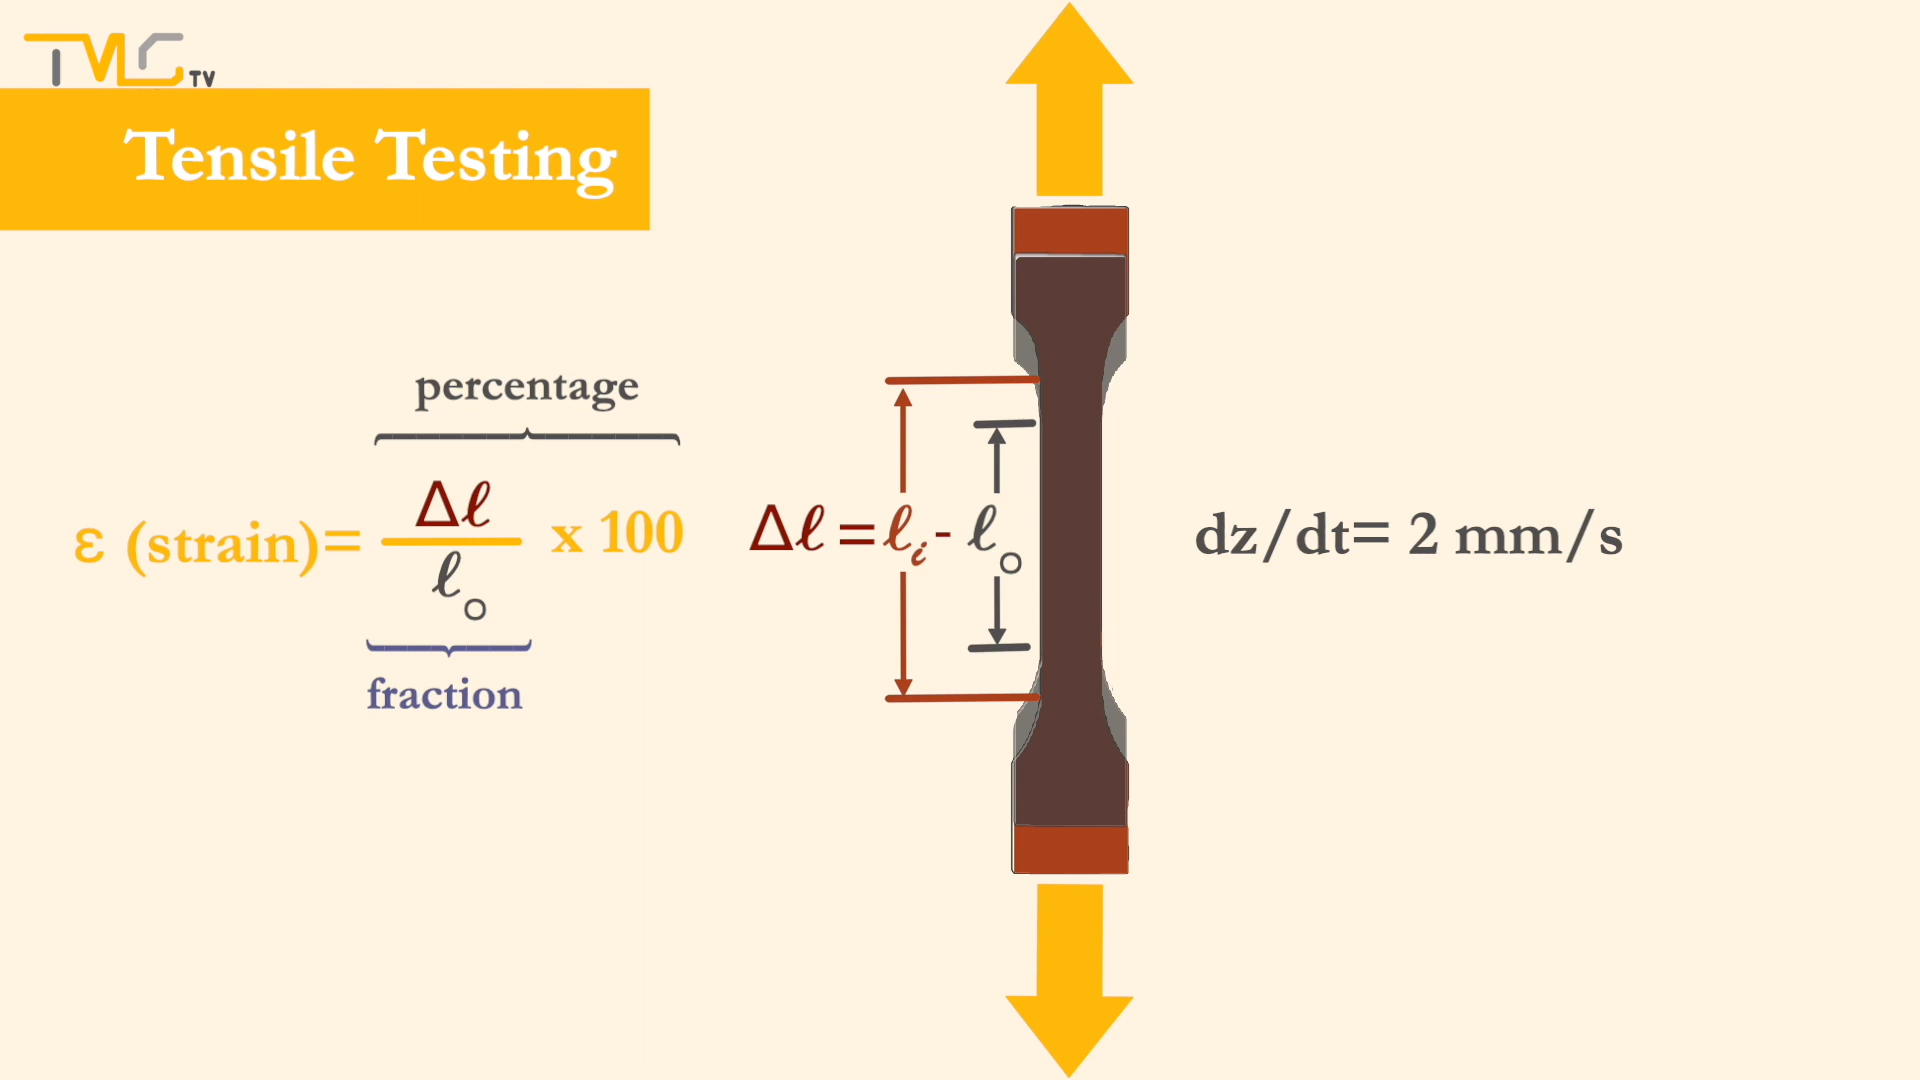 TMC TV
Tensile Testing
percentage
ε (strain)= Δℓ / ℓ₀ x 100
fraction
Δℓ = ℓᵢ - ℓ₀
dz/dt= 2 mm/s